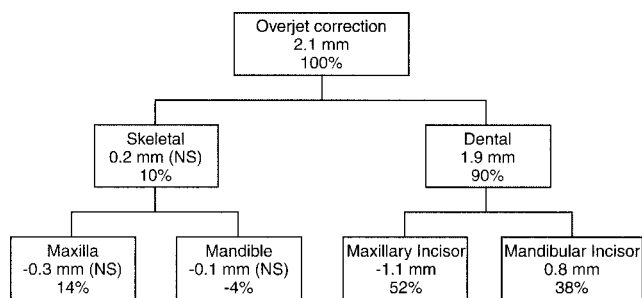 Overjet correction
2.1 mm
100%
Skeletal
0.2 mm (NS)
10%
Dental
1.9 mm
90%
Maxilla
-0.3 mm (NS)
14%
Mandible
-0.1 mm (NS)
-4%
Maxillary Incisor
-1.1 mm
52%
Mandibular Incisor
0.8 mm
38%